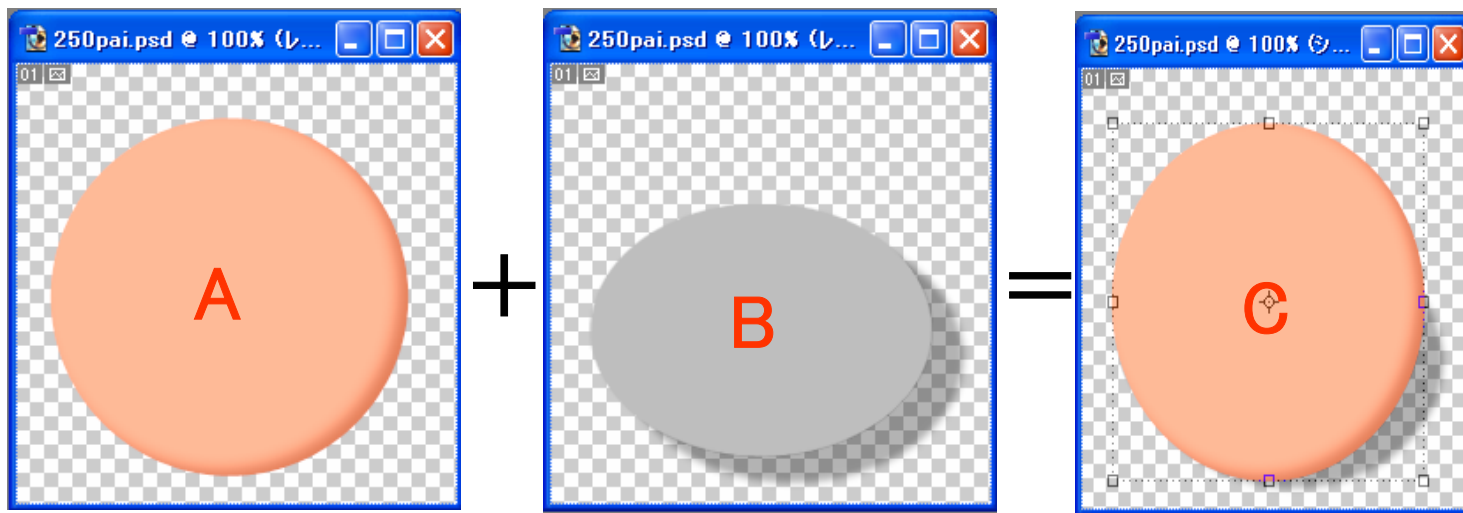 250pai.psd @ 100% (レ...
01
A
+
250pai.psd @ 100% (レ...
01
B
=
250pai.psd @ 100% (シ...
01
C